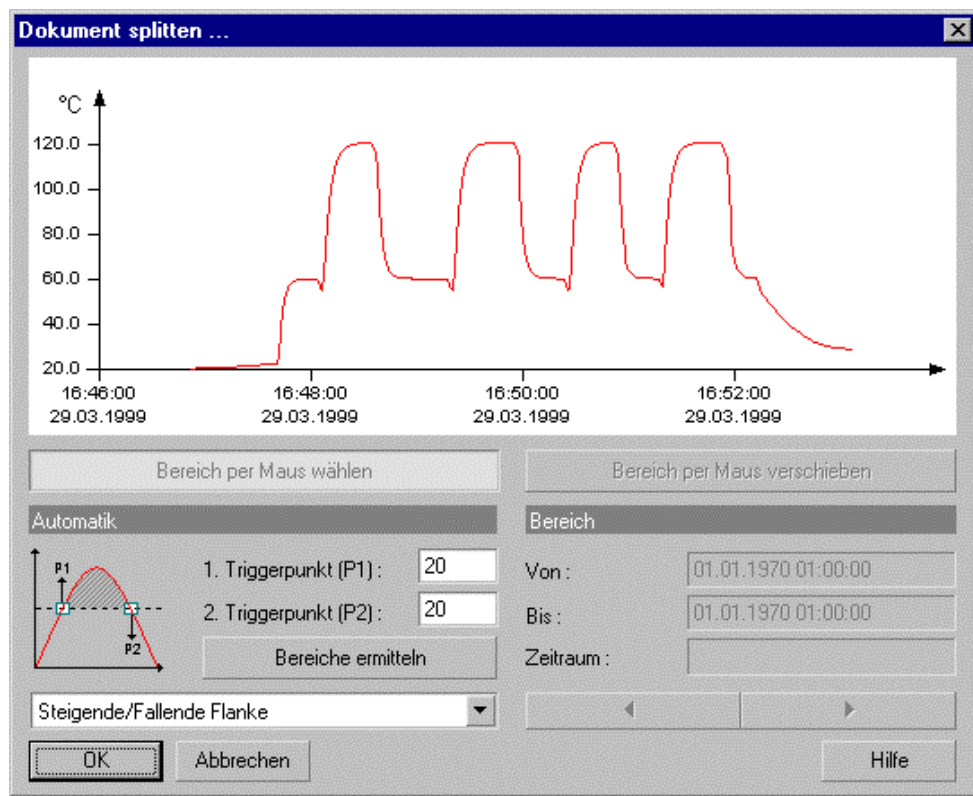 Dokument splitten ...
°C
120.0
100.0
80.0
60.0
40.0
20.0
16:46:00 16:48:00 16:50:00 16:52:00
29.03.1999 29.03.1999 29.03.1999 29.03.1999
Bereich per Maus wählen
Bereich per Maus verschieben
Automatik
P1
P2
1. Triggerpunkt (P1) : 20
2. Triggerpunkt (P2) : 20
Bereiche ermitteln
Steigende/Fallende Flanke
Bereich
Von : 01.01.1970 01:00:00
Bis : 01.01.1970 01:00:00
Zeitraum :
OK
Abbrechen
Hilfe